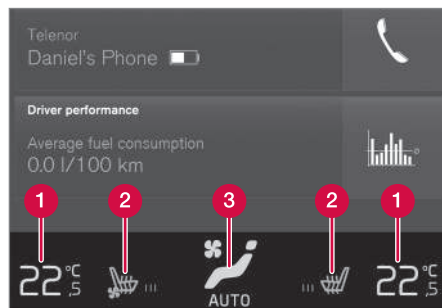 Telenor
Daniel's Phone
Driver performance
Average fuel consumption
0.0 l/100 km
1 2 3 2 1
22,5 °C 22,5 °C
AUTO